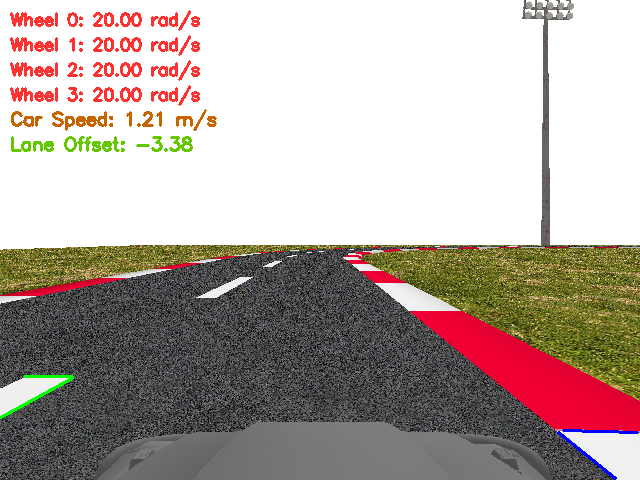 Wheel 0: 20.00 rad/s
Wheel 1: 20.00 rad/s
Wheel 2: 20.00 rad/s
Wheel 3: 20.00 rad/s
Car Speed: 1.21 m/s
Lane Offset: -3.38